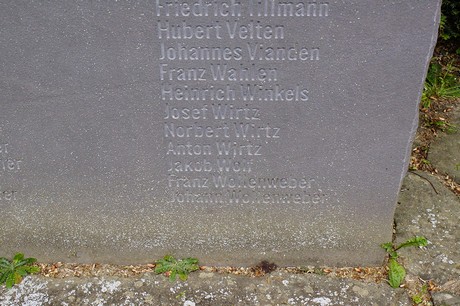 Friedrich Tillmann
Hubert Velten
Johannes Vianden
Franz Wahlen
Heinrich Winkels
Josef Wirtz
Norbert Wirtz
Anton Wirtz
Jakob Wolf
Franz Wollenweber
Johann Wollenweber